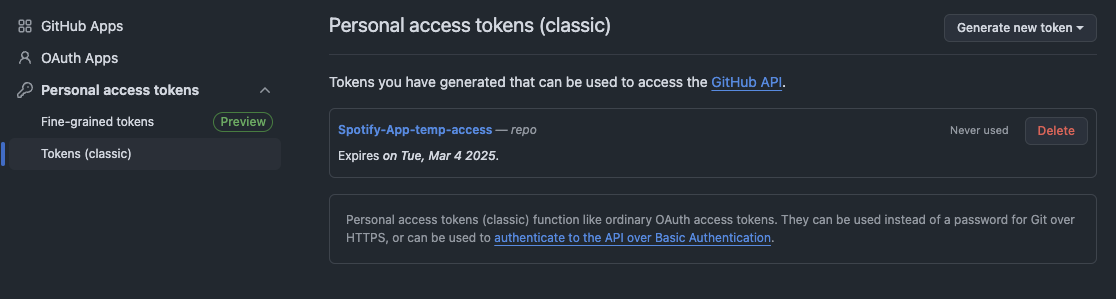 GitHub Apps
OAuth Apps
Personal access tokens
Fine-grained tokens Preview
Tokens (classic)
Personal access tokens (classic)
Generate new token
Tokens you have generated that can be used to access the GitHub API.
Spotify-App-temp-access — repo
Never used
Delete
Expires on Tue, Mar 4 2025.
Personal access tokens (classic) function like ordinary OAuth access tokens. They can be used instead of a password for Git over
HTTPS, or can be used to authenticate to the API over Basic Authentication.